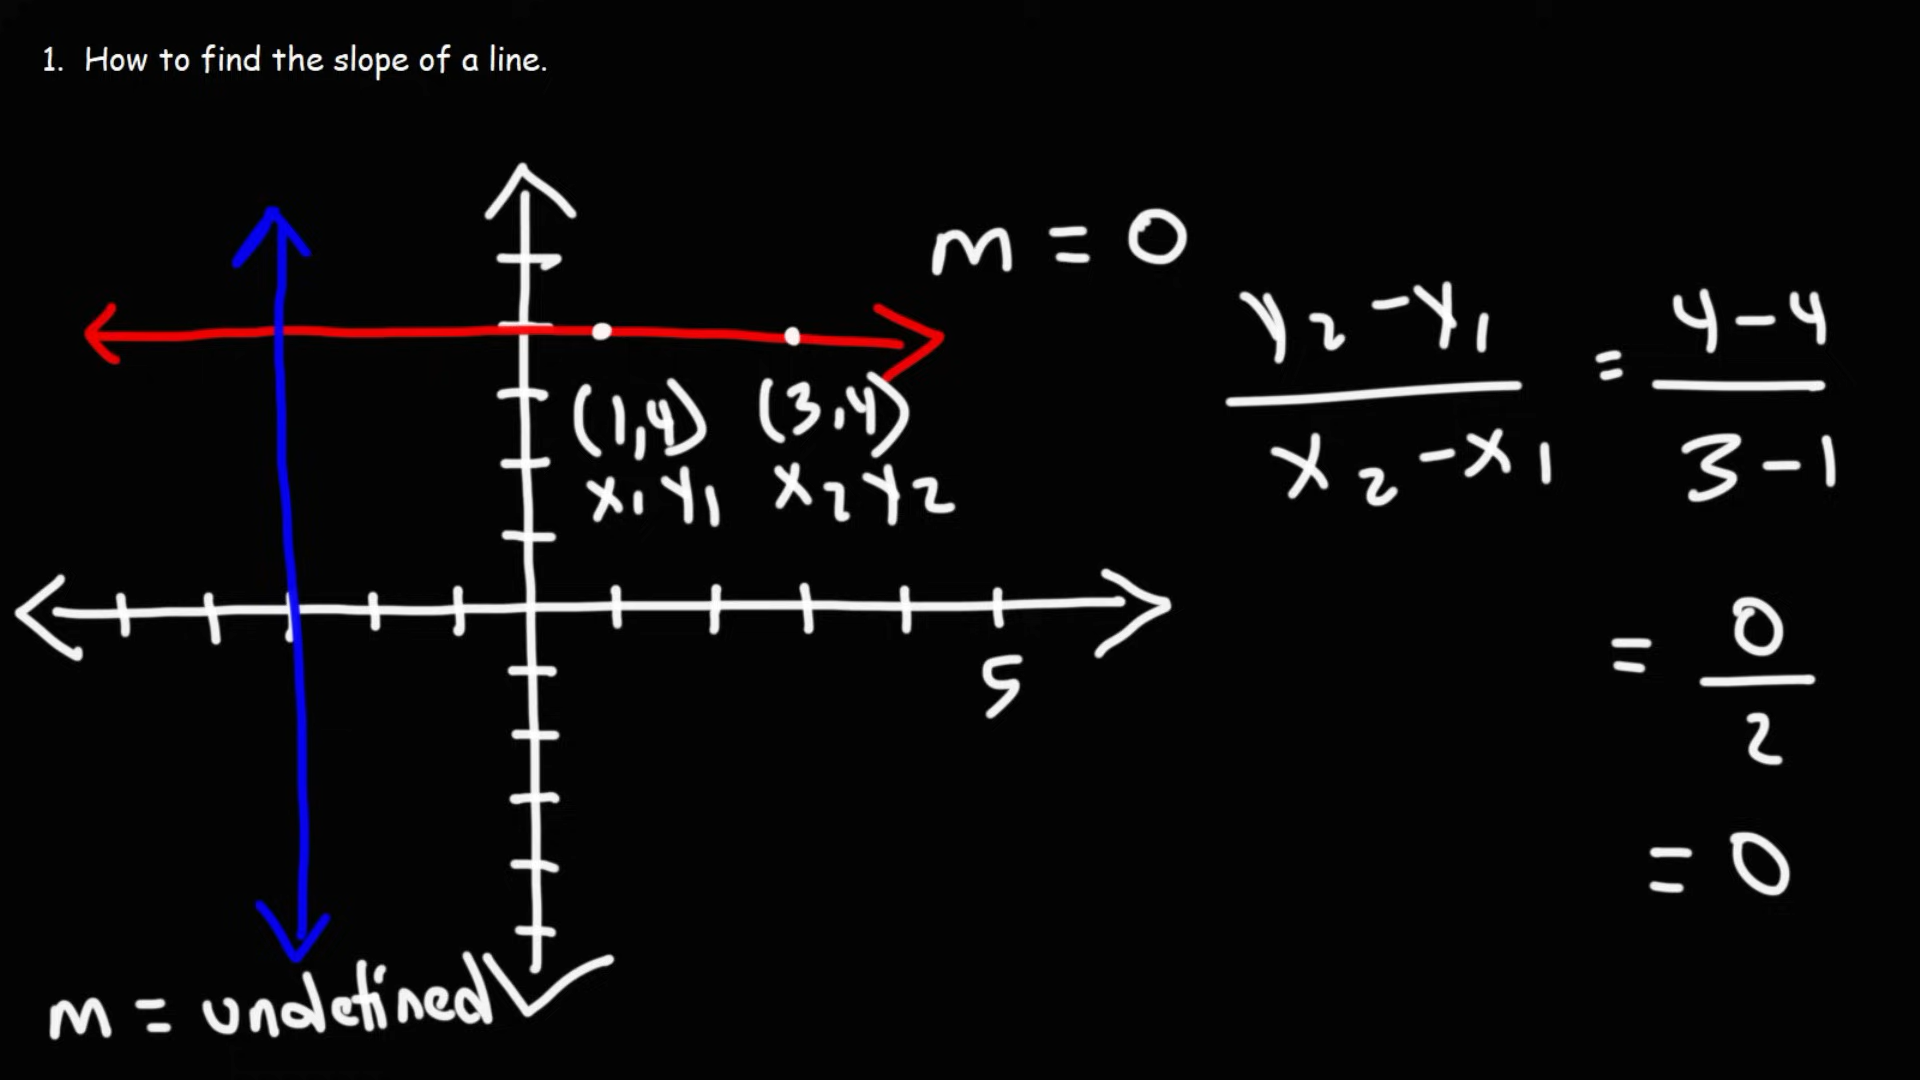 1. How to find the slope of a line.
m = 0
y₂ - y₁ / x₂ - x₁ = 4 - 4 / 3 - 1
(1,4) (3,4)
x₁ y₁ x₂ y₂
= 0 / 2
5
= 0
m = undefined